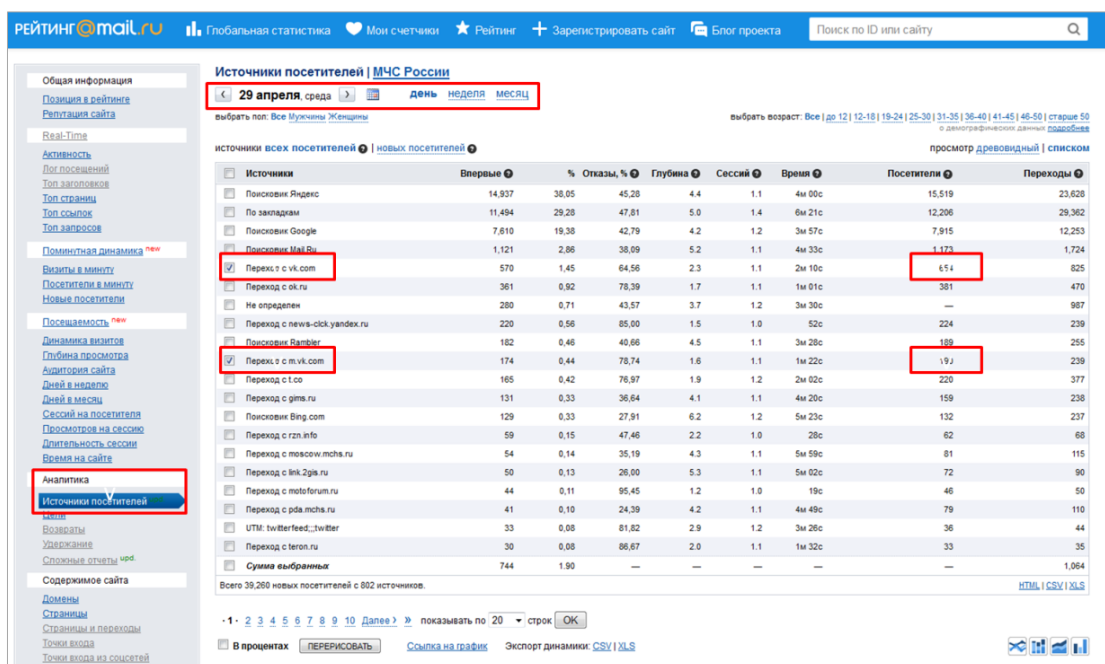 РЕЙТИНГ@mail.ru Глобальная статистика Мои счетчики Рейтинг Зарегистрировать сайт Блог проекта Поиск по ID или сайту
Общая информация
Позиция в рейтинге
Репутация сайта
Real-Time
Активность
Лог посещений
Топ заголовков
Топ страниц
Топ ссылок
Топ запросов
Поминутная динамика new
Визиты в минуту
Посетители в минуту
Новые посетители
Посещаемость new
Динамика визитов
Глубина просмотра
Аудитория сайта
Дней в неделю
Дней в месяц
Сессий на посетителя
Просмотров на сессию
Длительность сессии
Время на сайте
Аналитика
Источники посетителей
Цели
Возвраты
Удержание
Сложные отчеты upd.
Содержимое сайта
Домены
Страницы
Страницы и переходы
Точки входа
Точки входа из соцсетей
Источники посетителей | МЧС России
29 апреля, среда день неделя месяц
выбрать пол: Все Мужчины Женщины выбрать возраст: Все | до 12 | 12-18 | 19-24 | 25-30 | 31-35 | 36-40 | 41-45 | 46-50 | старше 50
о демографических данных подробнее
источники всех посетителей | новых посетителей просмотр древовидный | списком
Источники Впервые % Отказы, % Глубина Сессий Время Посетители Переходы
Поисковик Яндекс 14,937 38,05 45,28 4.4 1.1 4м 00с 15,519 23,628
По закладкам 11,494 29,28 47,81 5.0 1.4 6м 21с 12,206 29,362
Поисковик Google 7,610 19,38 42,79 4.2 1.2 3м 57с 7,915 12,253
Поисковик Mail.Ru 1,121 2,86 38,09 5.2 1.1 4м 33с 1,173 1,724
Переход с vk.com 570 1,45 64,56 2.3 1.1 2м 10с 654 825
Переход с ok.ru 361 0,92 78,39 1.7 1.1 1м 01с 381 470
Не определен 280 0,71 43,57 3.7 1.2 3м 30с — 987
Переход с news-clck.yandex.ru 220 0,56 85,00 1.5 1.0 52с 224 239
Поисковик Rambler 182 0,46 40,66 4.5 1.1 3м 28с 189 255
Переход с m.vk.com 174 0,44 78,74 1.6 1.1 1м 22с 239
Переход с t.co 165 0,42 76,97 1.9 1.2 2м 02с 220 377
Переход с gims.ru 131 0,33 36,64 4.1 1.1 4м 20с 159 238
Поисковик Bing.com 129 0,33 27,91 6.2 1.2 5м 23с 132 237
Переход с rzn.info 59 0,15 47,46 2.2 1.0 28с 62 68
Переход с moscow.mchs.ru 54 0,14 35,19 4.3 1.1 5м 59с 81 115
Переход с link.2gis.ru 50 0,13 26,00 5.3 1.1 5м 02с 72 90
Переход с motoforum.ru 44 0,11 95,45 1.2 1.0 19с 46 50
Переход с pda.mchs.ru 41 0,10 24,39 4.2 1.1 4м 49с 79 110
UTM: twitterfeed;;;twitter 33 0,08 81,82 2.9 1.2 3м 26с 36 44
Переход с teron.ru 30 0,08 86,67 2.0 1.1 1м 32с 33 35
Сумма выбранных 744 1.90 — — — — — 1,064
Всего 39,260 новых посетителей с 802 источников. HTML | CSV | XLS
·1· 2 3 4 5 6 7 8 9 10 Далее › » показывать по 20 строк OK
В процентах ПЕРЕРИСОВАТЬ Ссылка на график Экспорт динамики: CSV | XLS